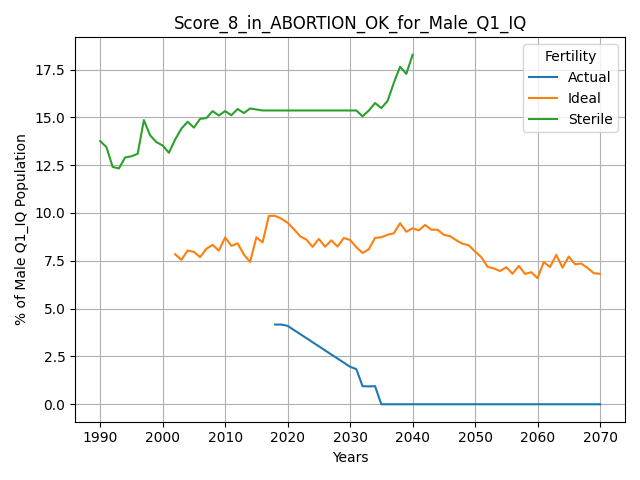 Score_8_in_ABORTION_OK_for_Male_Q1_IQ
Fertility
Actual
Ideal
Sterile
% of Male Q1_IQ Population
17.5
15.0
12.5
10.0
7.5
5.0
2.5
0.0
1990 2000 2010 2020 2030 2040 2050 2060 2070
Years